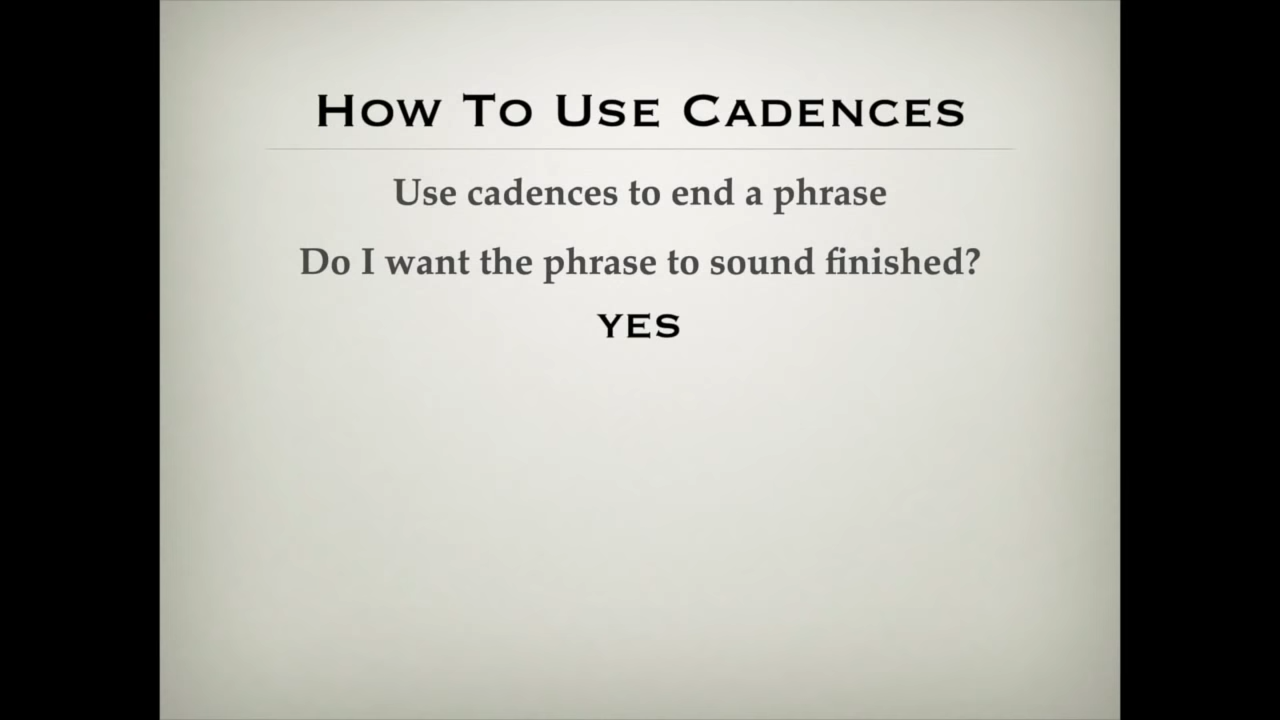 How To Use Cadences
Use cadences to end a phrase
Do I want the phrase to sound finished?
YES